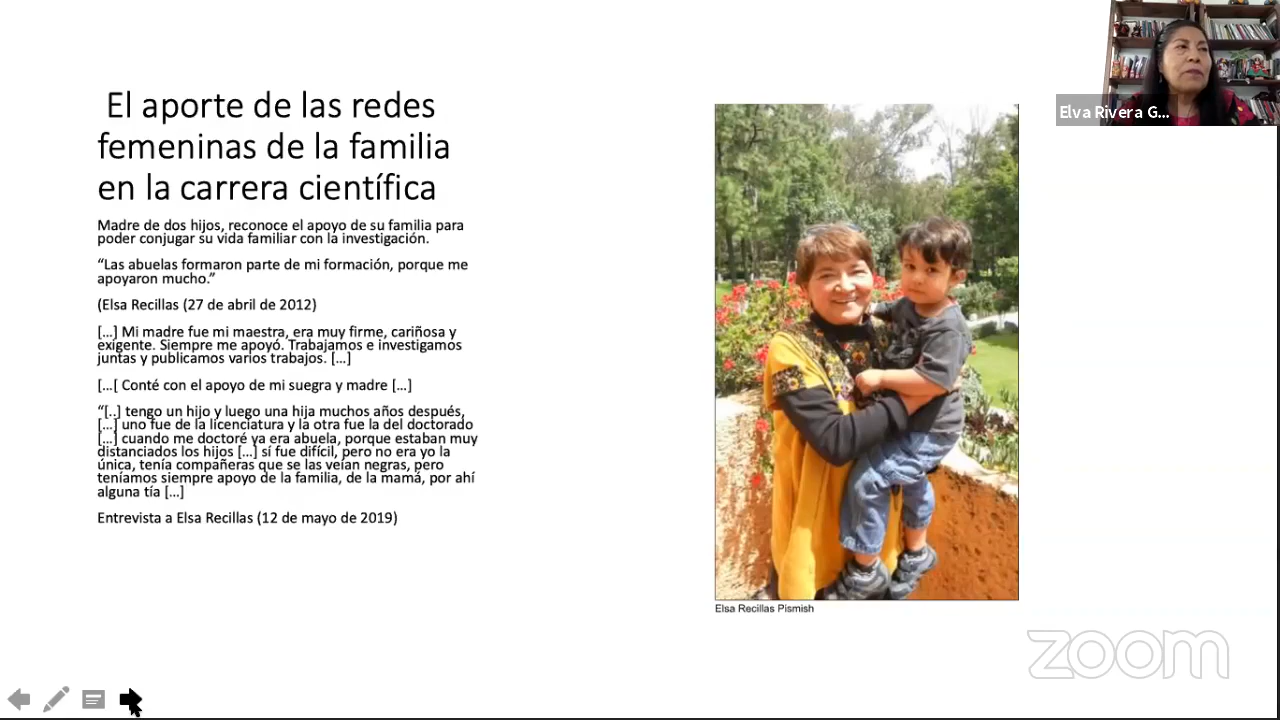 El aporte de las redes
femeninas de la familia
en la carrera científica
Madre de dos hijos, reconoce el apoyo de su familia para
poder conjugar su vida familiar con la investigación.
“Las abuelas formaron parte de mi formación, porque me
apoyaron mucho.”
(Elsa Recillas (27 de abril de 2012)
[…] Mi madre fue mi maestra, era muy firme, cariñosa y
exigente. Siempre me apoyó. Trabajamos e investigamos
juntas y publicamos varios trabajos. […]
[…[ Conté con el apoyo de mi suegra y madre […]
“[..] tengo un hijo y luego una hija muchos años después,
[…] uno fue de la licenciatura y la otra fue la del doctorado
[…] cuando me doctoré ya era abuela, porque estaban muy
distanciados los hijos […] sí fue difícil, pero no era yo la
única, tenía compañeras que se las veían negras, pero
teníamos siempre apoyo de la familia, de la mamá, por ahí
alguna tía […]
Entrevista a Elsa Recillas (12 de mayo de 2019)
Elsa Recillas Pismish
Elva Rivera G...
zoom